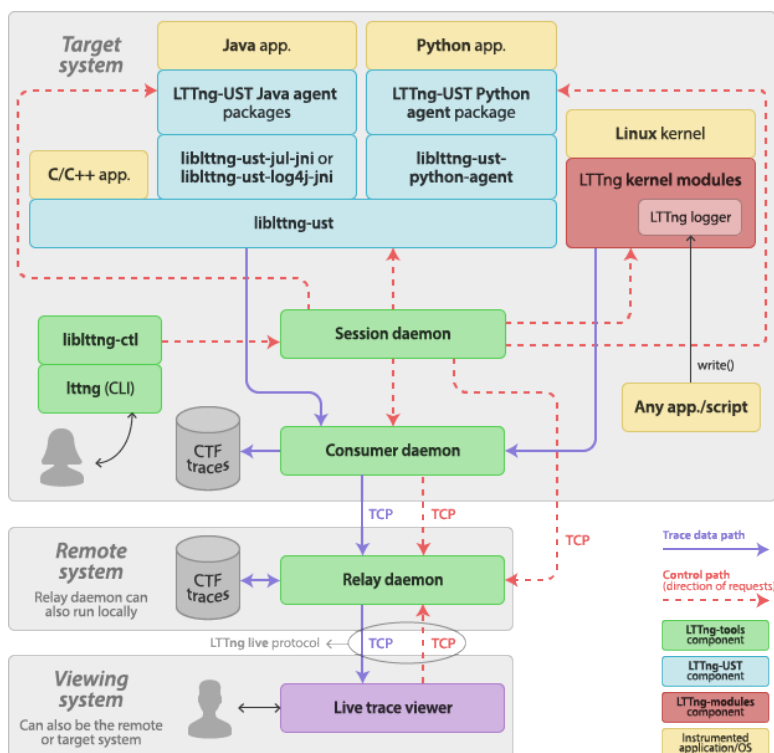 Target
system
Java app.
Python app.
LTTng-UST Java agent
packages
LTTng-UST Python
agent package
Linux kernel
C/C++ app.
liblttng-ust-jul-jni or
liblttng-ust-log4j-jni
liblttng-ust-
python-agent
LTTng kernel modules
LTTng logger
liblttng-ust
liblttng-ctl
Session daemon
lttng (CLI)
write()
Any app./script
CTF
traces
Consumer daemon
TCP
TCP
TCP
Remote
system
Relay daemon can
also run locally
CTF
traces
Relay daemon
LTTng live protocol
TCP
TCP
Viewing
system
Can also be the remote
or target system
Live trace viewer
Trace data path
Control path
(direction of requests)
LTTng-tools
component
LTTng-UST
component
LTTng-modules
component
Instrumented
application/OS